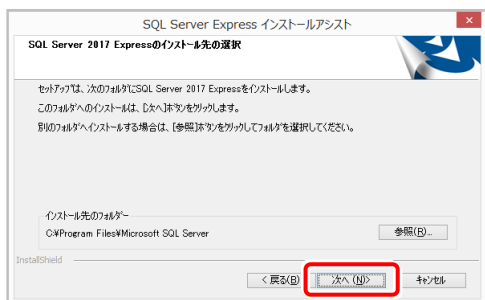 SQL Server Express インストールアシスト
SQL Server 2017 Expressのインストール先の選択
セットアップは、次のフォルダにSQL Server 2017 Expressをインストールします。
このフォルダへのインストールは、[次へ]ボタンをクリックします。
別のフォルダへインストールする場合は、[参照]ボタンをクリックしてフォルダを選択してください。
インストール先のフォルダー
C:¥Program Files¥Microsoft SQL Server
参照(R)...
InstallShield
< 戻る(B)
次へ (N)>
キャンセル